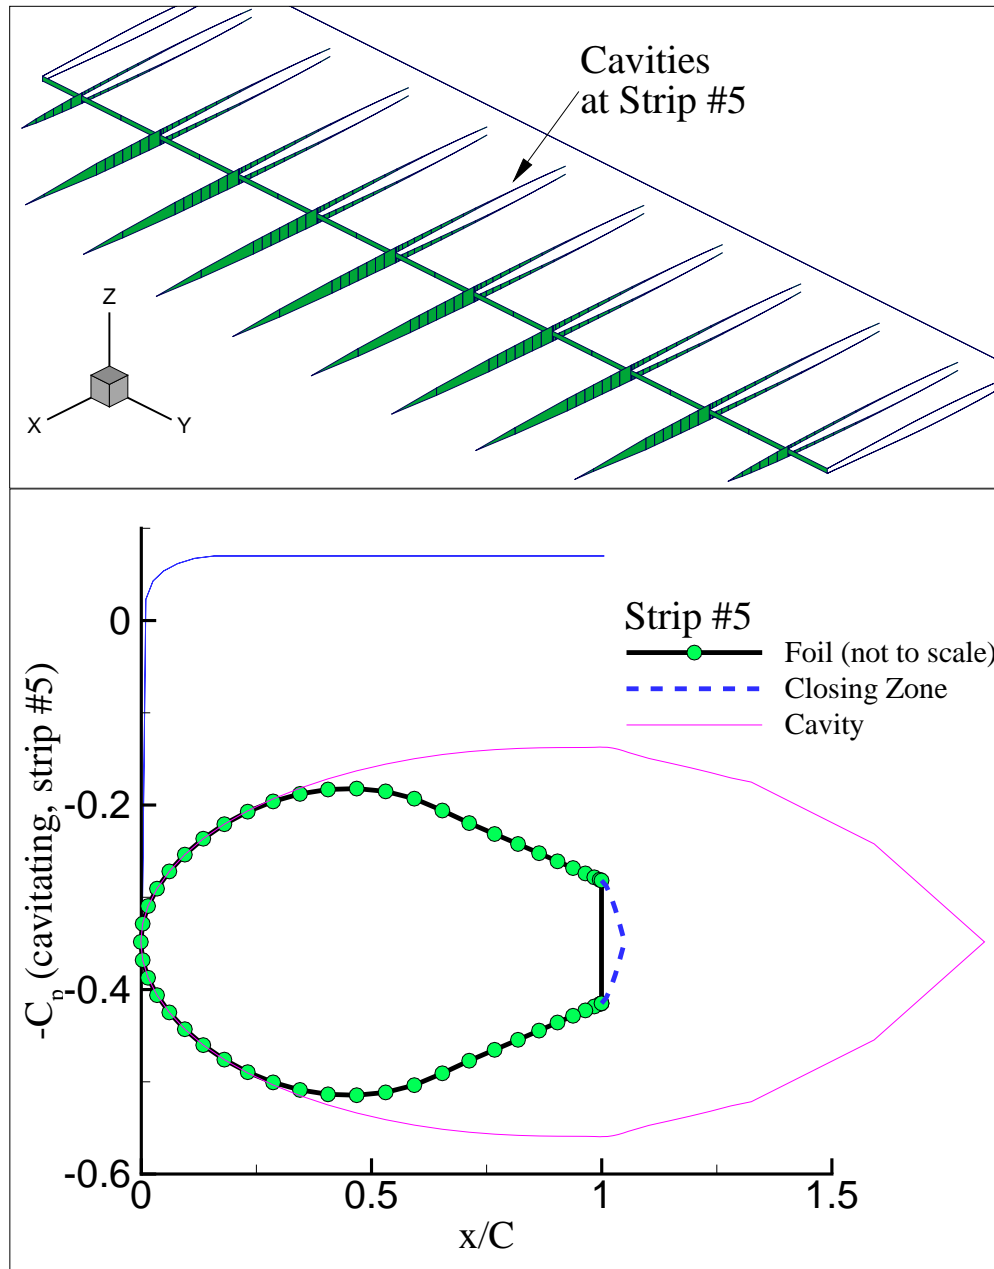 Cavities
at Strip #5
Z
X
Y
-Cp (cavitating, strip #5)
0
-0.2
-0.4
-0.6
Strip #5
Foil (not to scale)
Closing Zone
Cavity
0
0.5
1
1.5
x/C